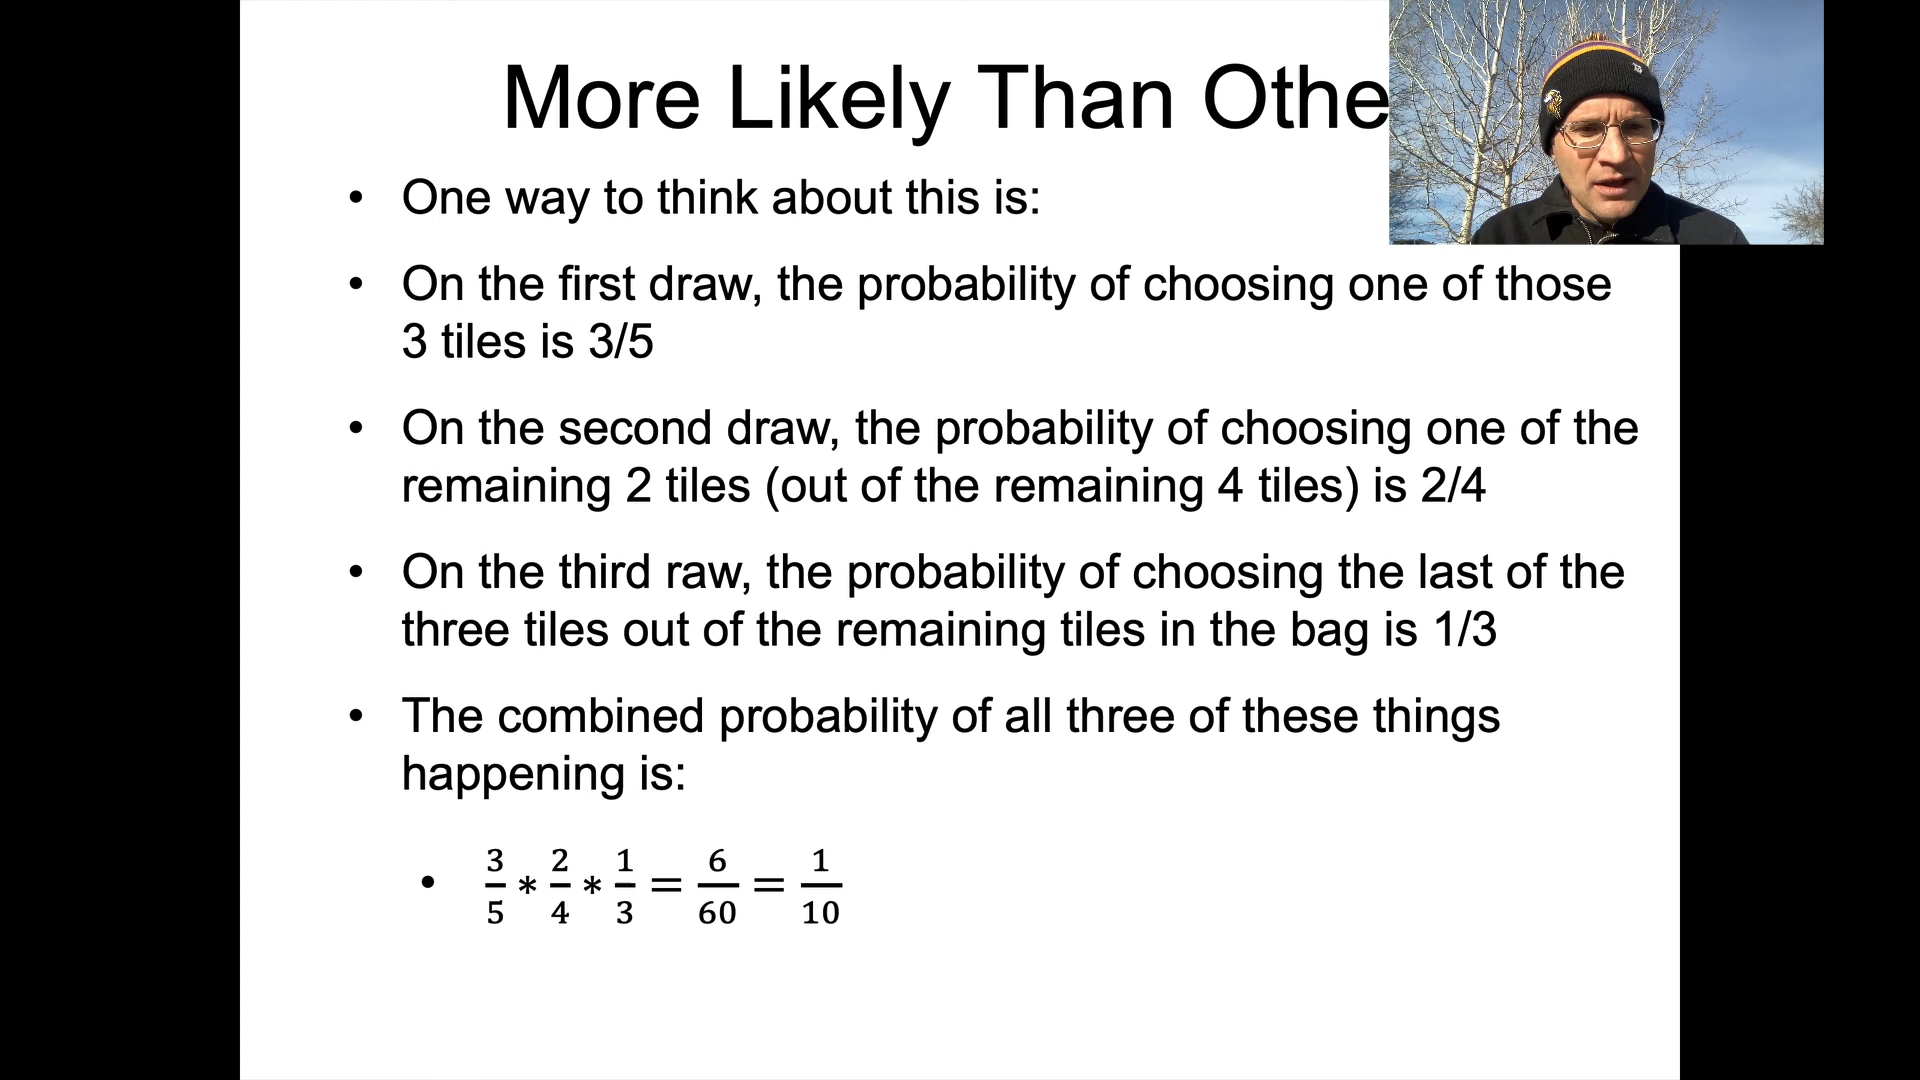 More Likely Than Othe
• One way to think about this is:
• On the first draw, the probability of choosing one of those
3 tiles is 3/5
• On the second draw, the probability of choosing one of the
remaining 2 tiles (out of the remaining 4 tiles) is 2/4
• On the third raw, the probability of choosing the last of the
three tiles out of the remaining tiles in the bag is 1/3
• The combined probability of all three of these things
happening is:
• 3/5 * 2/4 * 1/3 = 6/60 = 1/10